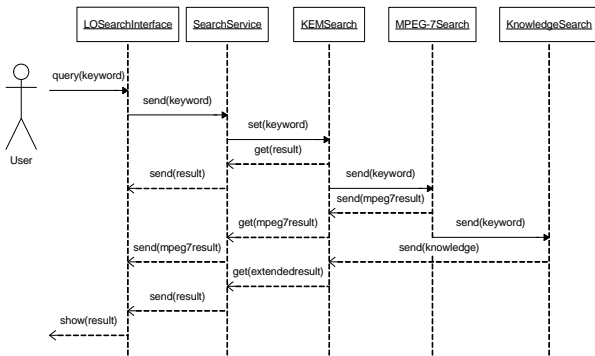 LOSearchInterface
SearchService
KEMSearch
MPEG-7Search
KnowledgeSearch
query(keyword)
User
send(keyword)
set(keyword)
get(result)
send(result)
send(keyword)
send(mpeg7result)
get(mpeg7result)
send(keyword)
send(mpeg7result)
send(knowledge)
get(extendedresult)
send(result)
show(result)